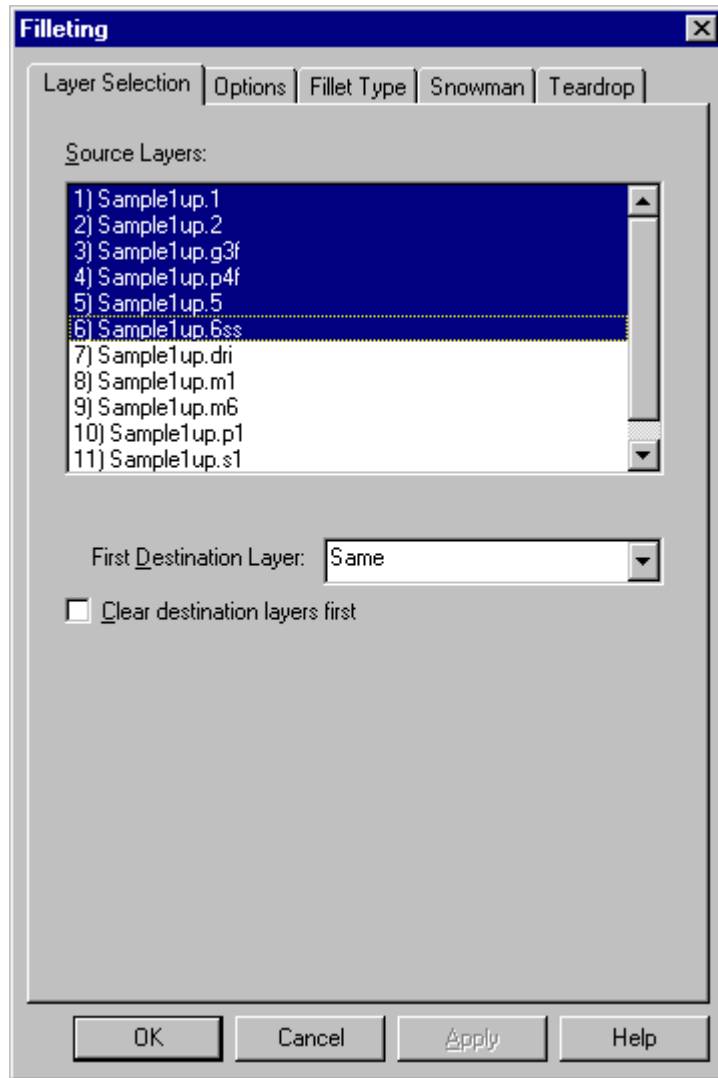 Filleting
Layer Selection Options Fillet Type Snowman Teardrop
Source Layers:
1) Sample1up.1
2) Sample1up.2
3) Sample1up.g3f
4) Sample1up.p4f
5) Sample1up.5
6) Sample1up.6ss
7) Sample1up.dri
8) Sample1up.m1
9) Sample1up.m6
10) Sample1up.p1
11) Sample1up.s1
First Destination Layer: Same
Clear destination layers first
OK Cancel Apply Help